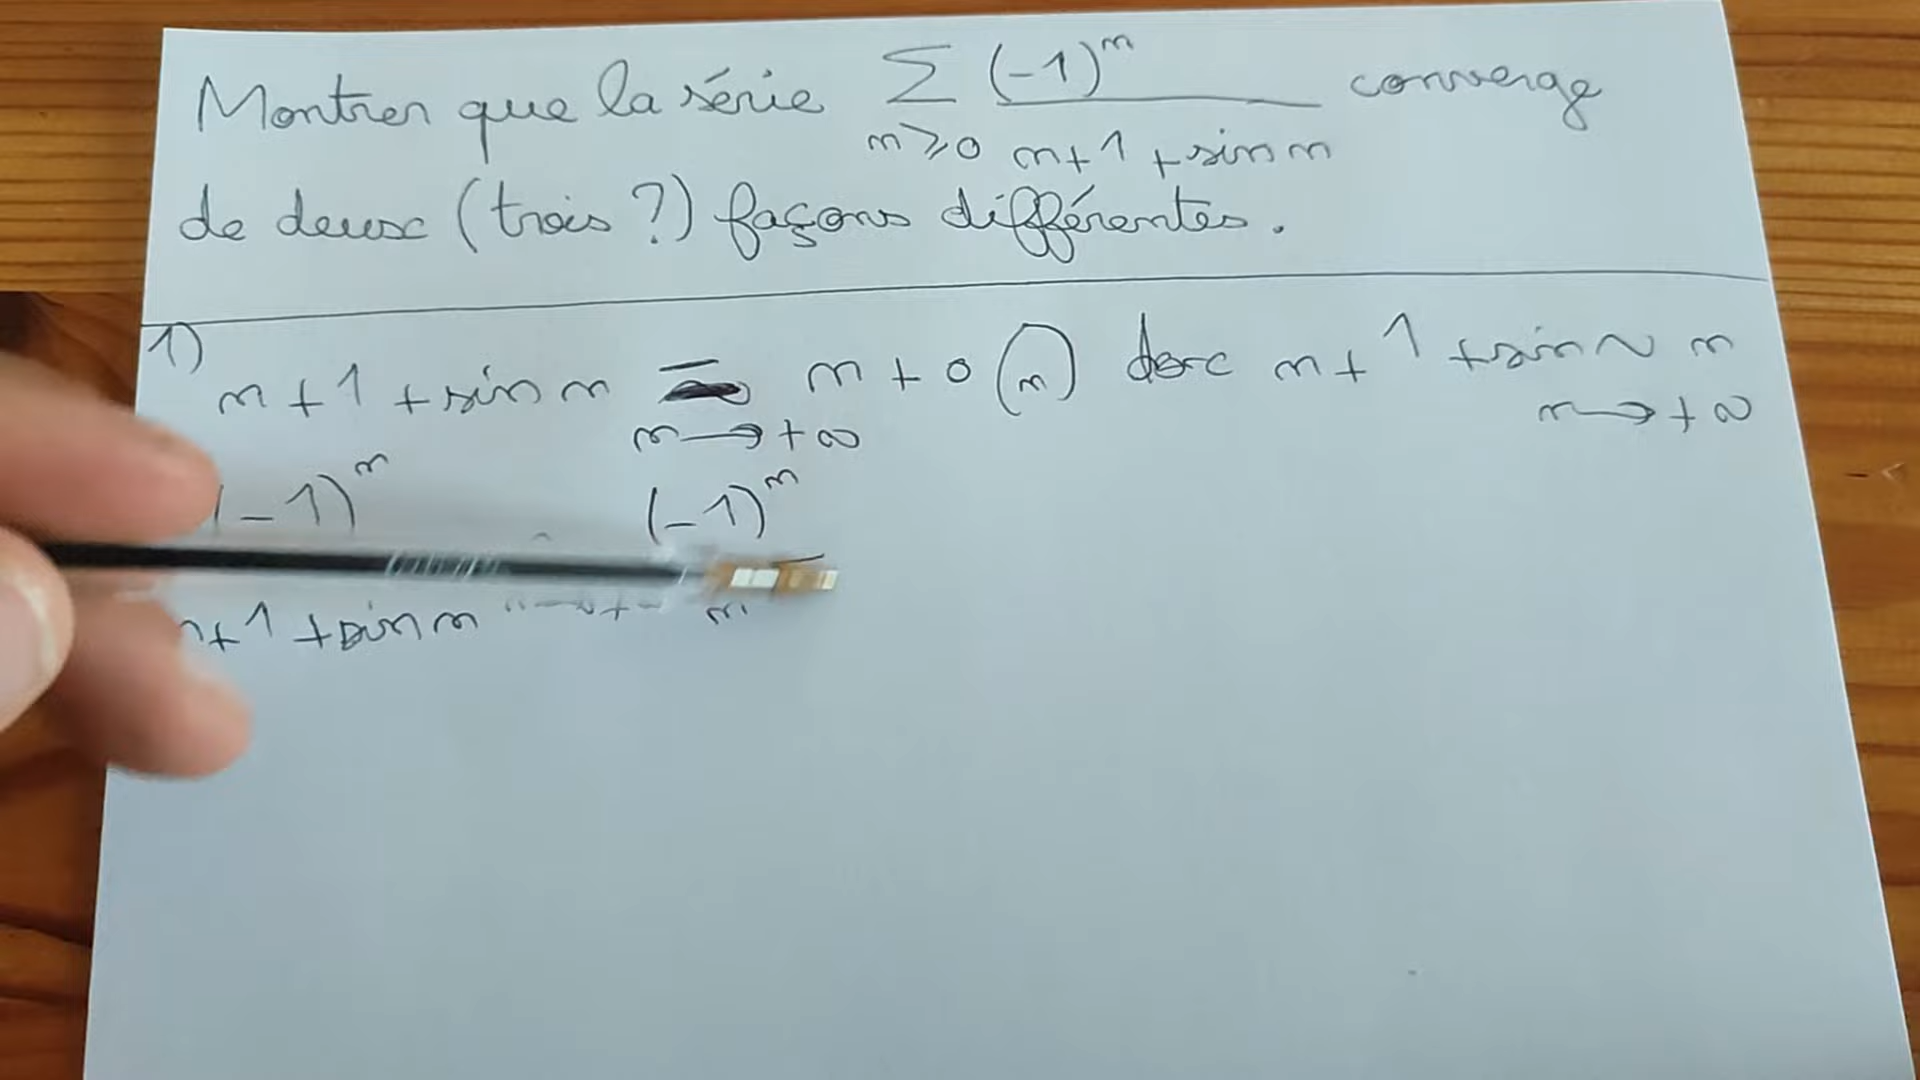 Montrer que la série ∑ (-1)^n converge
n⩾0 n+1+sin n
de deux (trois ?) façons différentes.
1)
n+1+sin n = n+o(n) donc n+1+sin ~ n
n→+∞ n→+∞
(-1)^n (-1)^n
n+1+sin n n